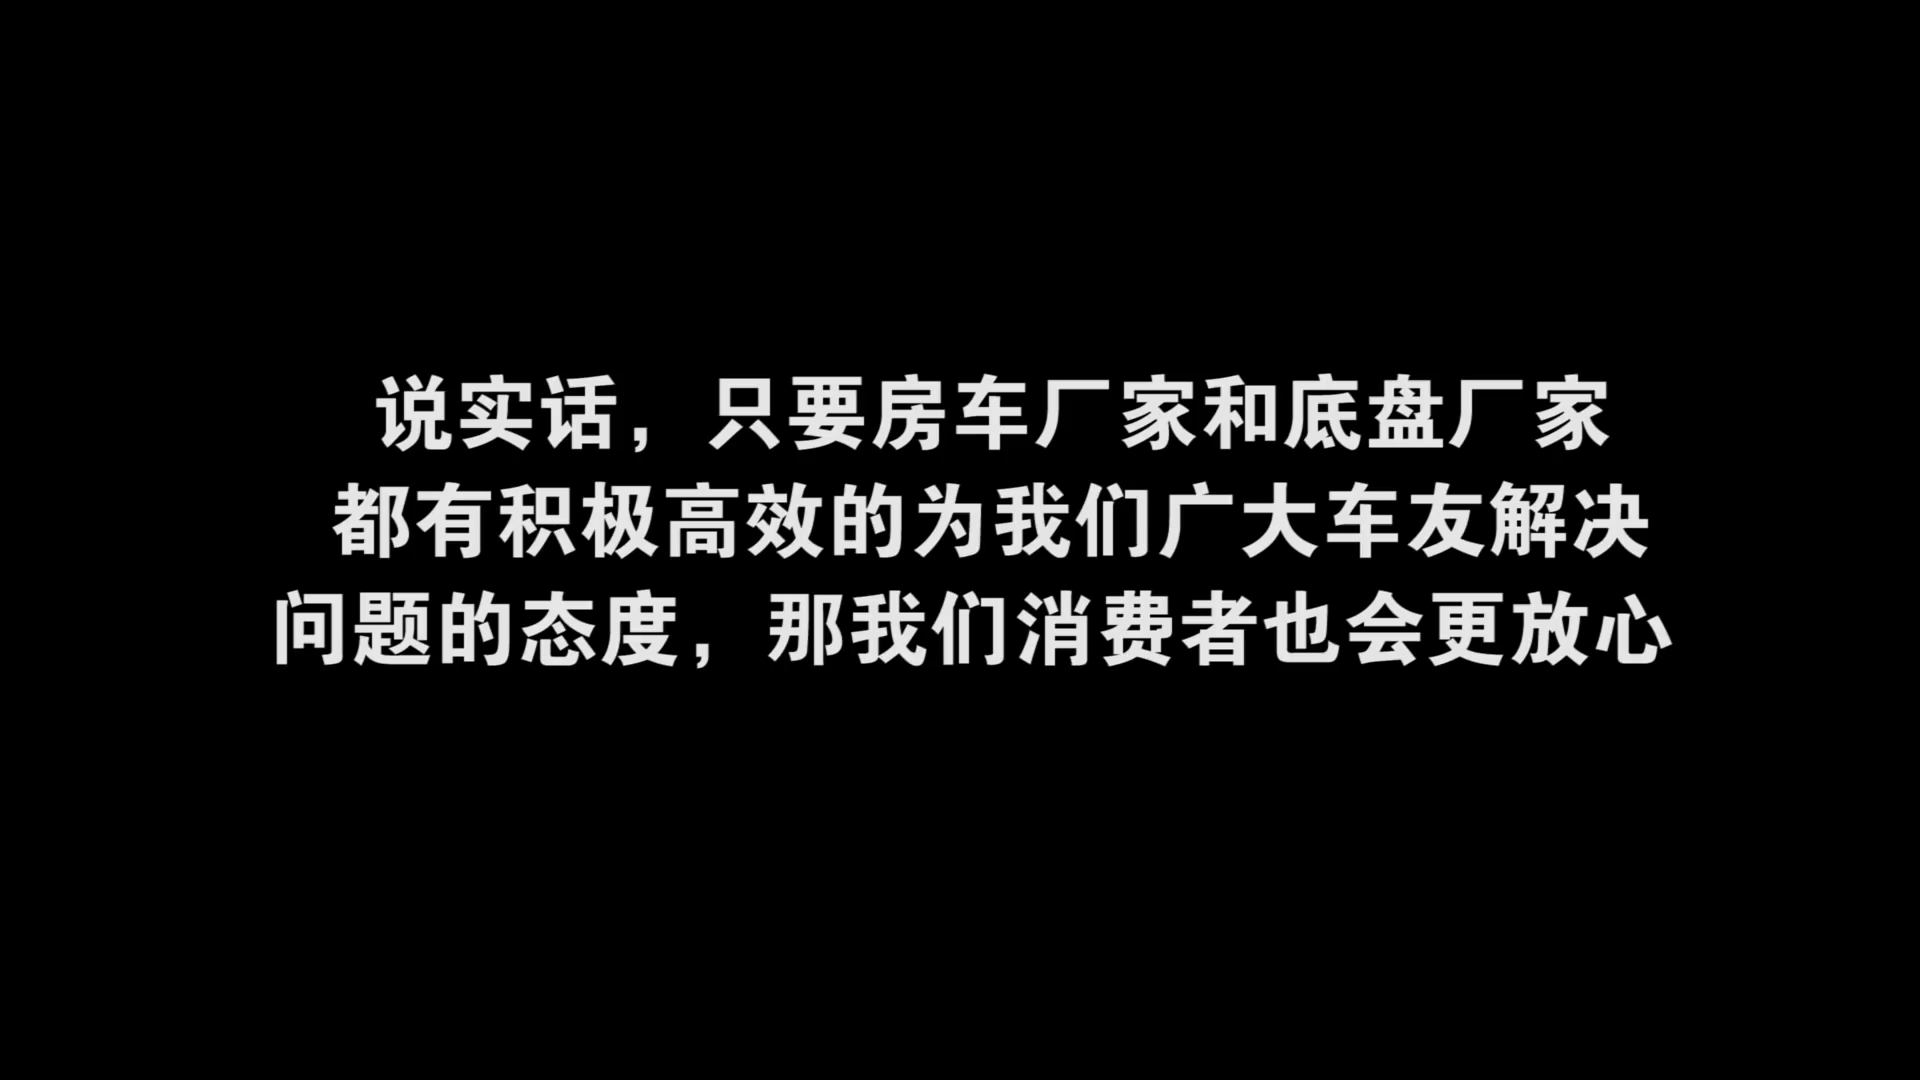 说实话，只要房车厂家和底盘厂家
都有积极高效的为我们广大车友解决
问题的态度，那我们消费者也会更放心